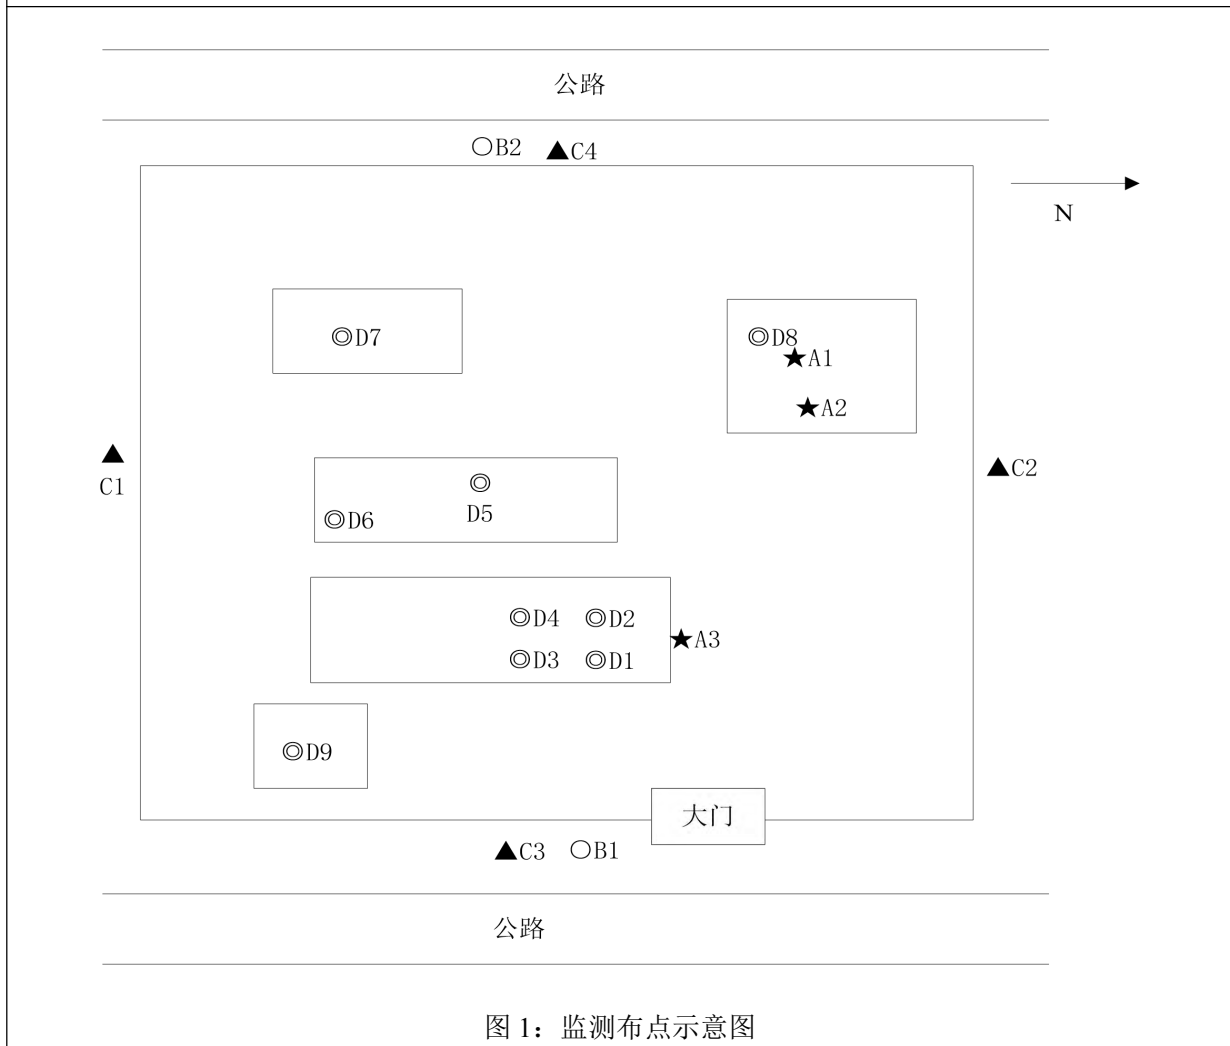 公路
○B2 ▲C4
N
◎D7
◎D8
★A1
★A2
▲
C1
▲C2
◎
D5
◎D6
◎D4 ◎D2
★A3
◎D3 ◎D1
◎D9
大门
▲C3 ○B1
公路
图 1：监测布点示意图